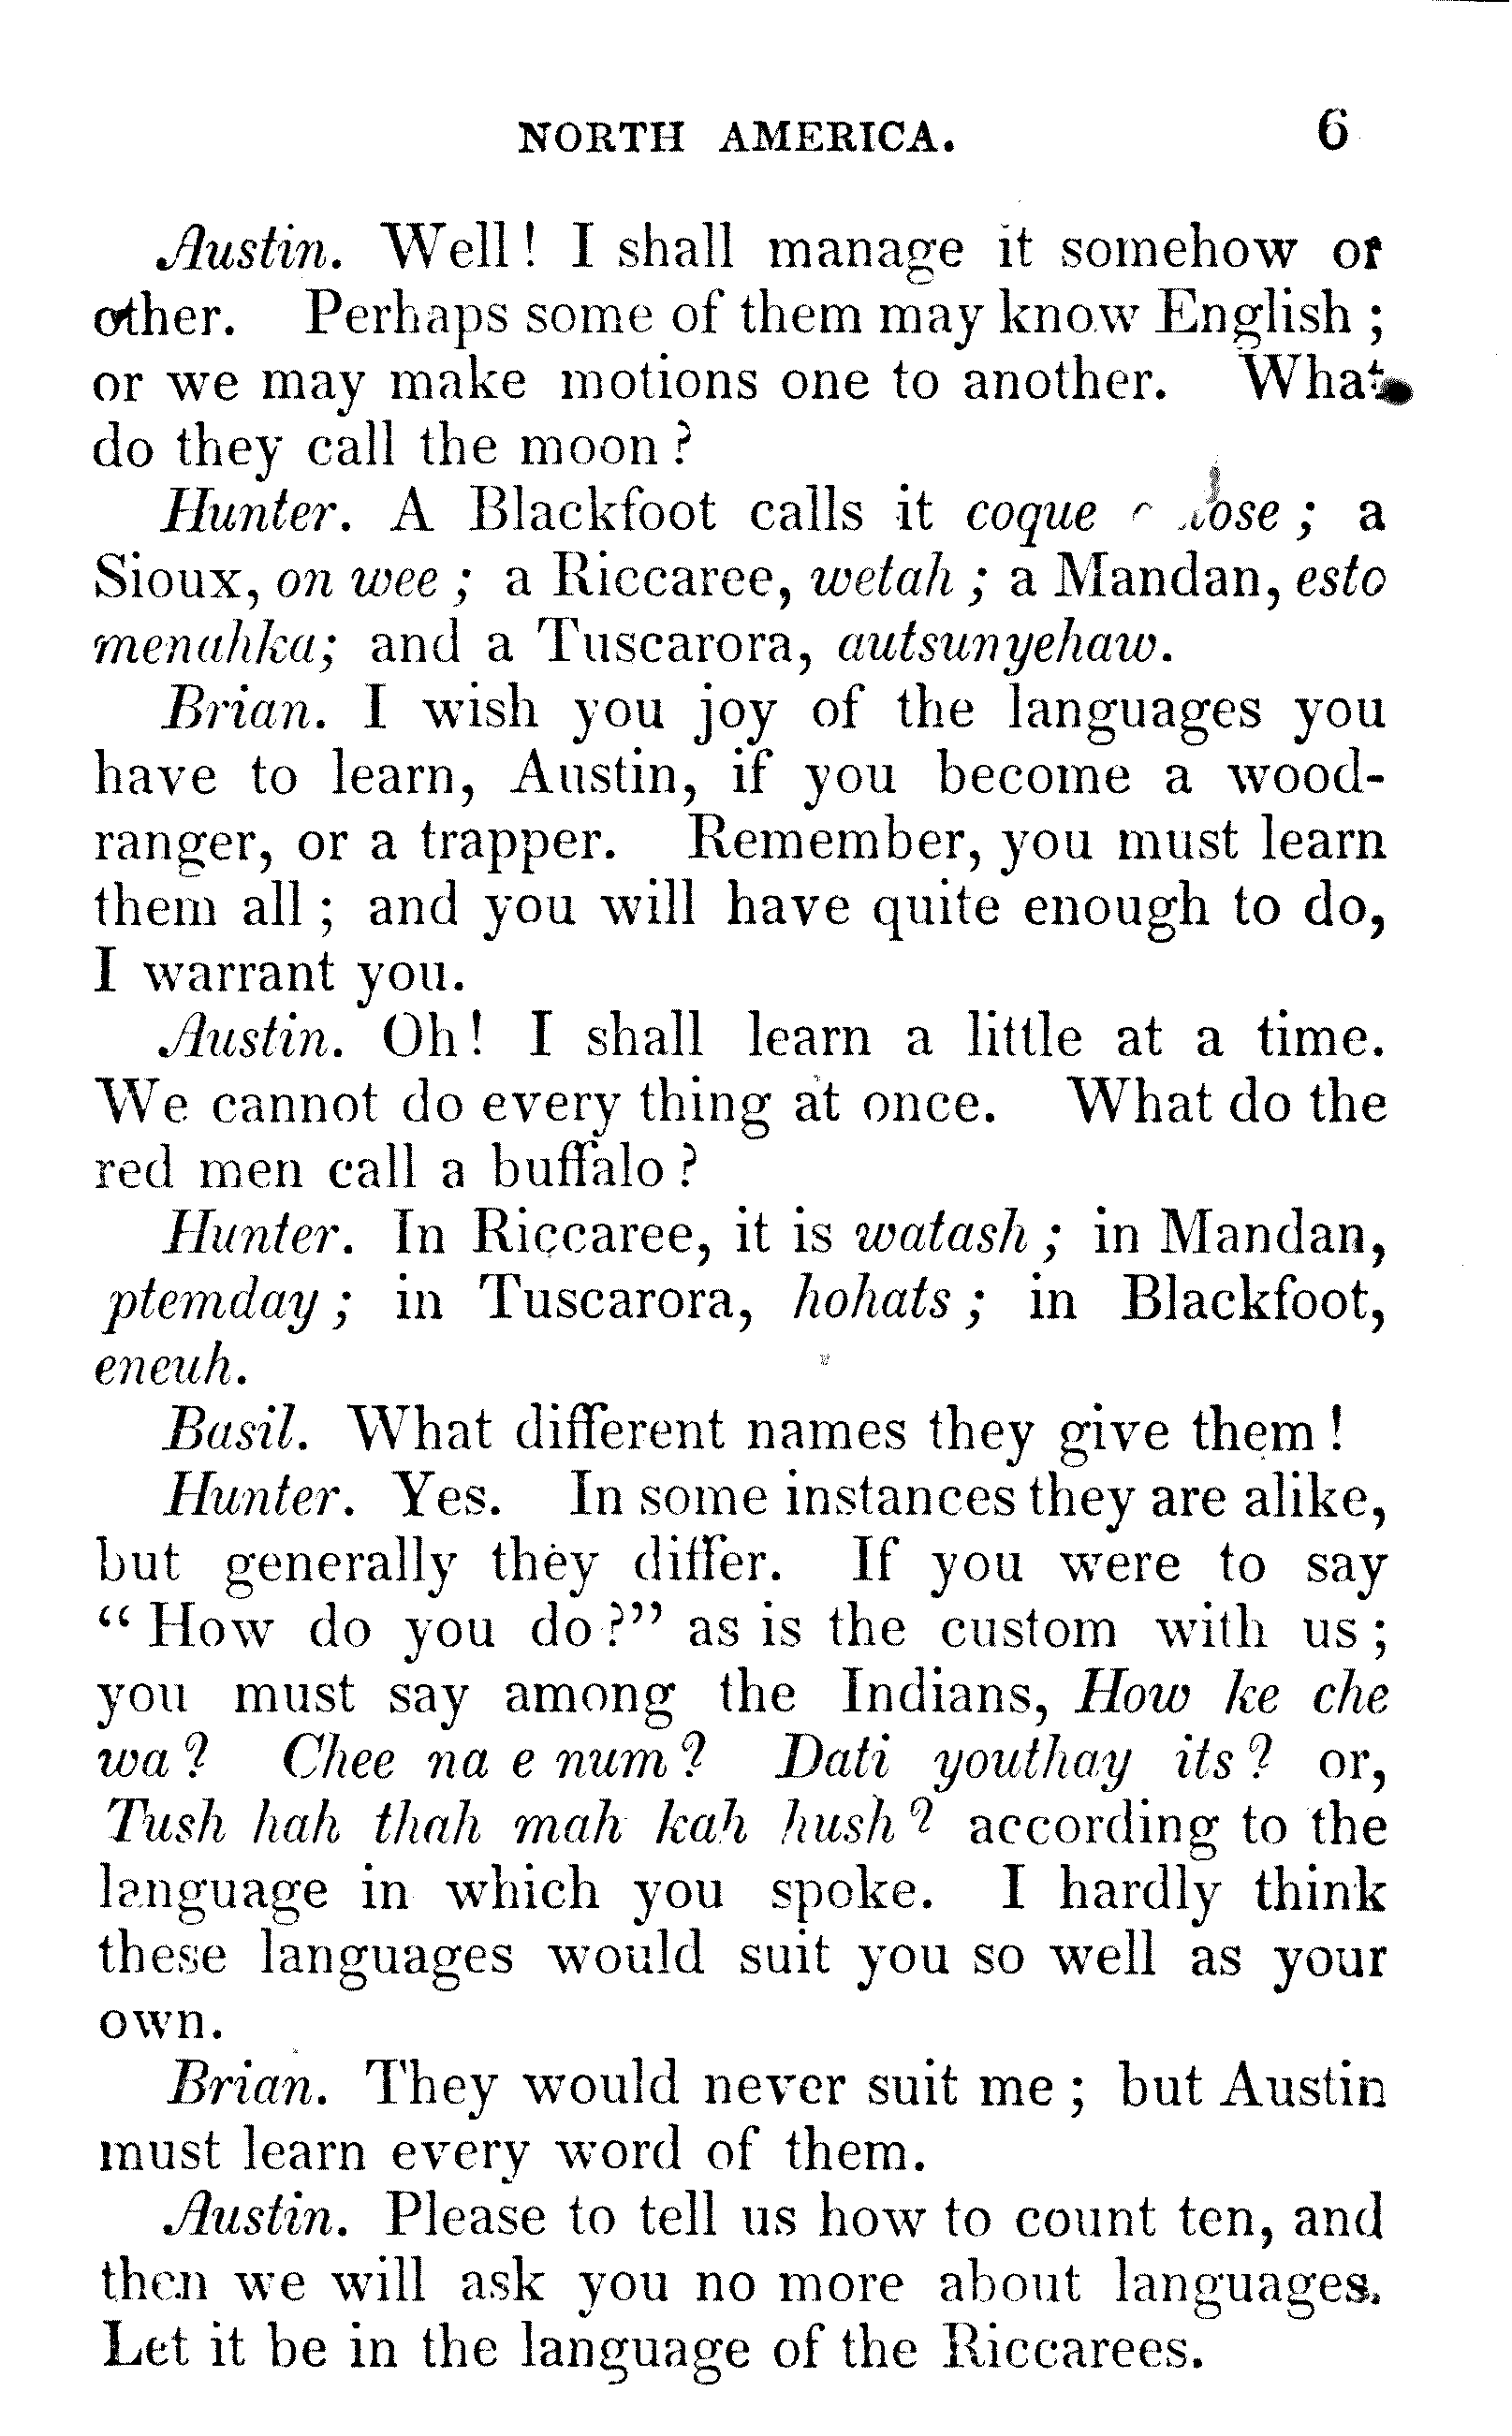 NORTH AMERICA. 6
Austin. Well! I shall manage it somehow or
other. Perhaps some of them may know English;
or we may make motions one to another. What
do they call the moon?
Hunter. A Blackfoot calls it coque ; a
Sioux, on wee; a Riccaree, wetah; a Mandan, esto
menahka; and a Tuscarora, autsunyehaw.
Brian. I wish you joy of the languages you
have to learn, Austin, if you become a wood-
ranger, or a trapper. Remember, you must learn
them all; and you will have quite enough to do,
I warrant you.
Austin. Oh! I shall learn a little at a time.
We cannot do every thing at once. What do the
red men call a buffalo?
Hunter. In Riccaree, it is watash; in Mandan,
ptemday; in Tuscarora, hohats; in Blackfoot,
eneuh.
Basil. What different names they give them!
Hunter. Yes. In some instances they are alike,
but generally they differ. If you were to say
"How do you do?" as is the custom with us;
you must say among the Indians, How ke che
wa? Chee na e num? Dati youthay its? or,
Tush hah thah mah kah hush? according to the
language in which you spoke. I hardly think
these languages would suit you so well as your
own.
Brian. They would never suit me; but Austin
must learn every word of them.
Austin. Please to tell us how to count ten, and
then we will ask you no more about languages.
Let it be in the language of the Riccarees.